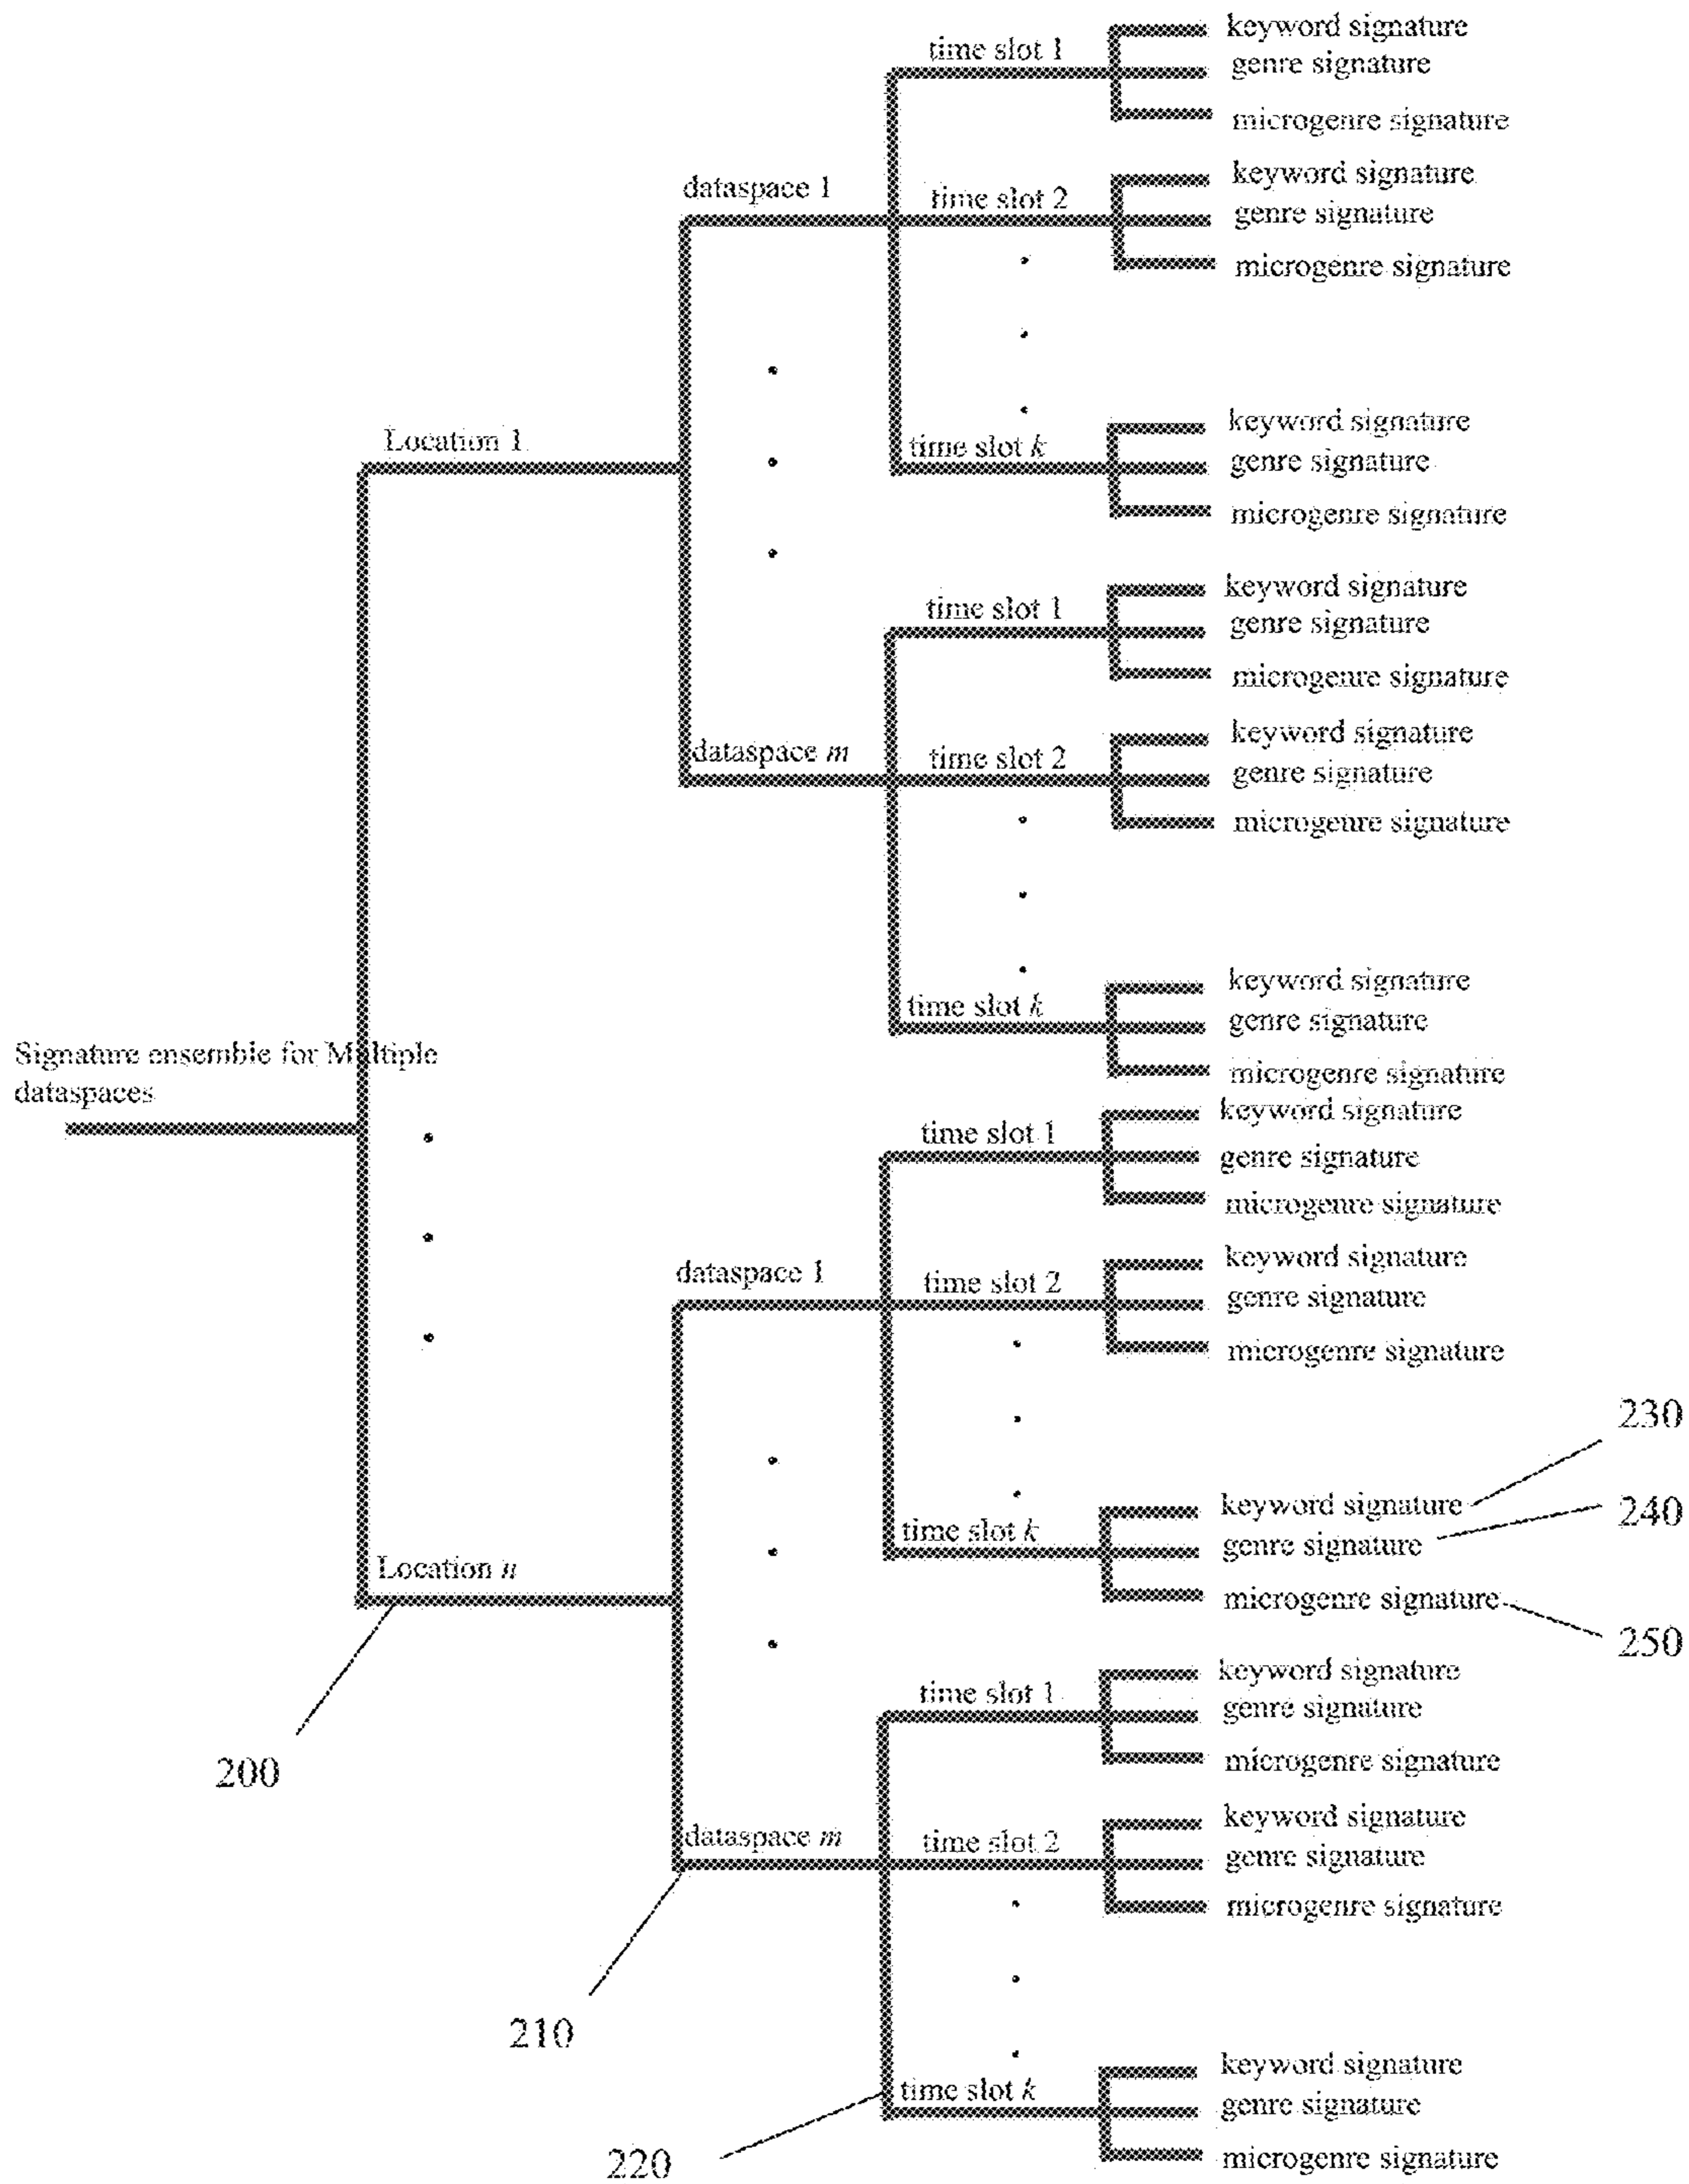 keyword signature
time slot 1
genre signature
microgenre signature
keyword signature
dataspace 1
time slot 2
genre signature
microgenre signature
keyword signature
Location 1
time slot k
genre signature
microgenre signature
keyword signature
time slot 1
genre signature
microgenre signature
keyword signature
dataspace m
time slot 2
genre signature
microgenre signature
keyword signature
time slot k
genre signature
Signature ensemble for Multiple
dataspaces
microgenre signature
keyword signature
time slot 1
genre signature
microgenre signature
keyword signature
dataspace 1
time slot 2
genre signature
microgenre signature
230
keyword signature
240
time slot k
genre signature
Location n
microgenre signature
250
keyword signature
time slot 1
genre signature
microgenre signature
200
keyword signature
dataspace m
time slot 2
genre signature
microgenre signature
210
keyword signature
time slot k
genre signature
microgenre signature
220